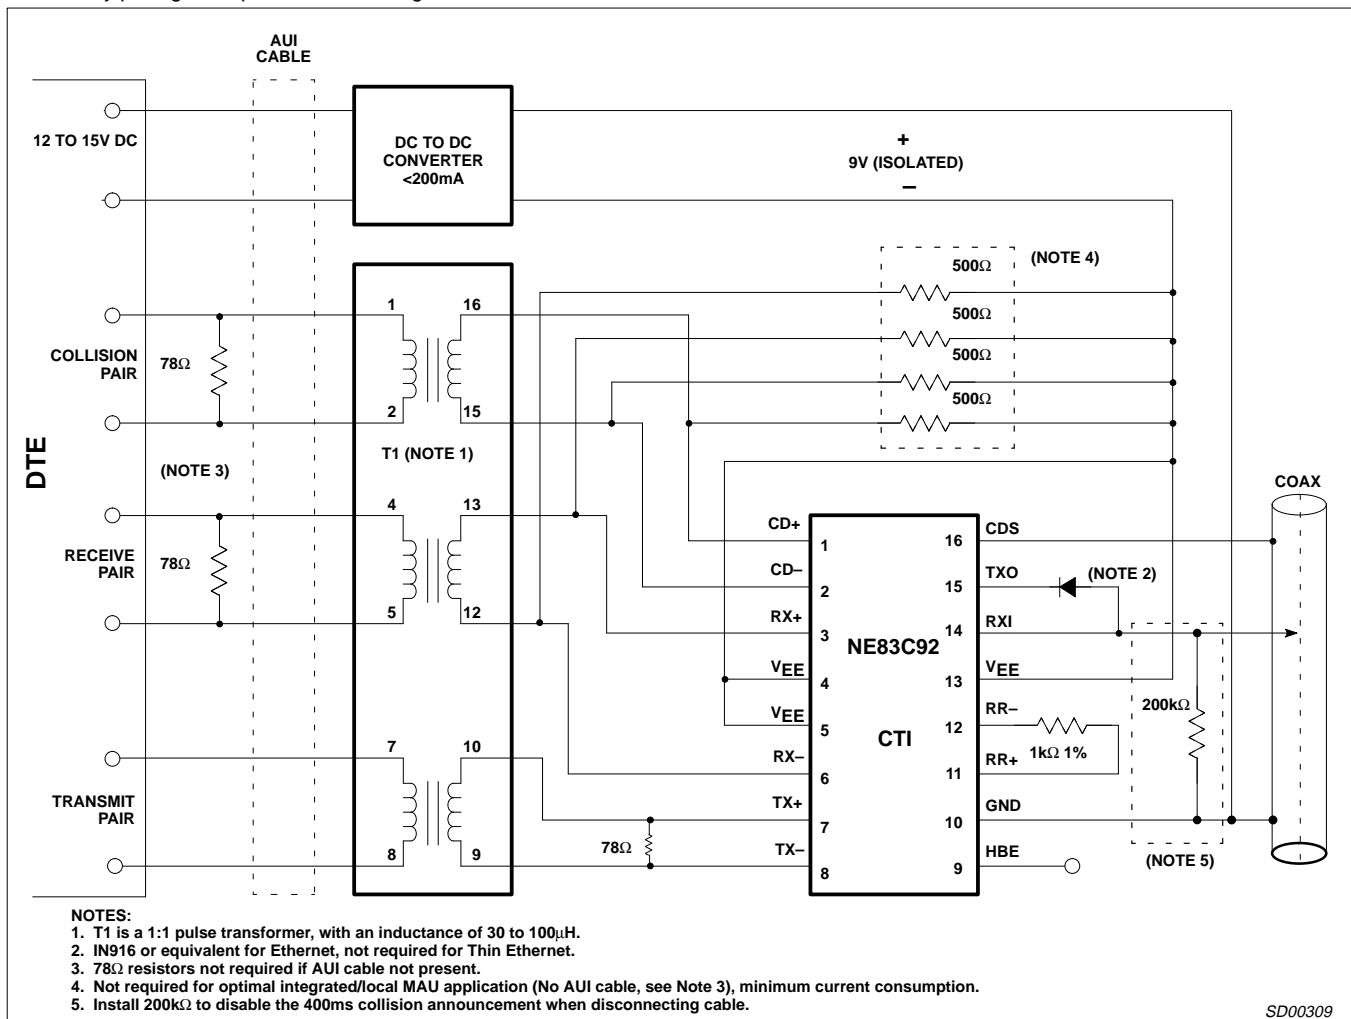 AUI
CABLE
12 TO 15V DC
DC TO DC
CONVERTER
<200mA
+
9V (ISOLATED)
–
500Ω
(NOTE 4)
500Ω
500Ω
500Ω
1
16
COLLISION
PAIR
78Ω
2
15
T1 (NOTE 1)
DTE
(NOTE 3)
4
13
RECEIVE
PAIR
78Ω
5
12
7
10
TRANSMIT
PAIR
8
9
78Ω
CD+
1
CD–
2
RX+
3
VEE
4
VEE
5
RX–
6
TX+
7
TX–
8
NE83C92
CTI
16
CDS
15
TXO
(NOTE 2)
14
RXI
13
VEE
12
RR–
1kΩ 1%
11
RR+
10
GND
9
HBE
200kΩ
(NOTE 5)
COAX
NOTES:
1. T1 is a 1:1 pulse transformer, with an inductance of 30 to 100µH.
2. IN916 or equivalent for Ethernet, not required for Thin Ethernet.
3. 78Ω resistors not required if AUI cable not present.
4. Not required for optimal integrated/local MAU application (No AUI cable, see Note 3), minimum current consumption.
5. Install 200kΩ to disable the 400ms collision announcement when disconnecting cable.
SD00309